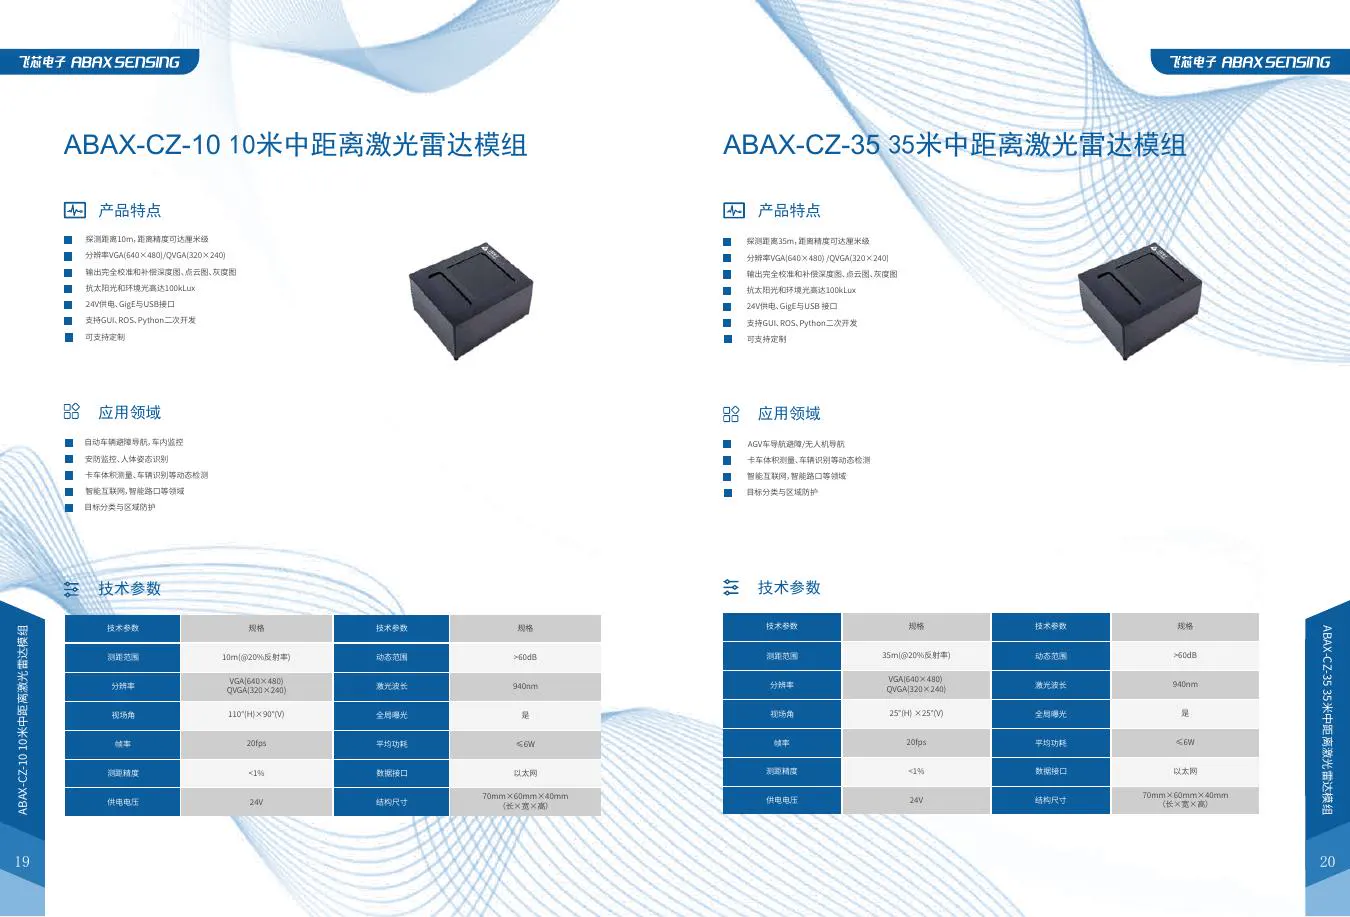 飞芯电子 ABAX SENSING
ABAX-CZ-10 10米中距离激光雷达模组
产品特点
探测距离10m，距离精度可达厘米级
分辨率VGA(640×480)/QVGA(320×240)
输出完全校准和补偿深度图、点云图、灰度图
抗太阳光和环境光高达100kLux
24V供电、GigE与USB接口
支持GUI、ROS、Python二次开发
可支持定制
应用领域
自动车辆避障导航，车内监控
安防监控、人体姿态识别
卡车体积测量、车辆识别等动态检测
智能互联网，智能路口等领域
目标分类与区域防护
技术参数
技术参数 规格 技术参数 规格
测距范围 10m(@20%反射率) 动态范围 >60dB
分辨率 VGA(640×480) 激光波长 940nm
QVGA(320×240)
视场角 110°(H)×90°(V) 全局曝光 是
帧率 20fps 平均功耗 ≤6W
测距精度 <1% 数据接口 以太网
供电电压 24V 结构尺寸 70mm×60mm×40mm
（长×宽×高）
ABAX-CZ-10 10米中距离激光雷达模组
19
飞芯电子 ABAX SENSING
ABAX-CZ-35 35米中距离激光雷达模组
产品特点
探测距离35m，距离精度可达厘米级
分辨率VGA(640×480) /QVGA(320×240)
输出完全校准和补偿深度图、点云图、灰度图
抗太阳光和环境光高达100kLux
24V供电、GigE与USB 接口
支持GUI、ROS、Python二次开发
可支持定制
应用领域
AGV车导航避障/无人机导航
卡车体积测量、车辆识别等动态检测
智能互联网，智能路口等领域
目标分类与区域防护
技术参数
技术参数 规格 技术参数 规格
测距范围 35m(@20%反射率) 动态范围 >60dB
分辨率 VGA(640×480) 激光波长 940nm
QVGA(320×240)
视场角 25°(H) ×25°(V) 全局曝光 是
帧率 20fps 平均功耗 ≤6W
测距精度 <1% 数据接口 以太网
供电电压 24V 结构尺寸 70mm×60mm×40mm
（长×宽×高）
ABAX-CZ-35 35米中距离激光雷达模组
20